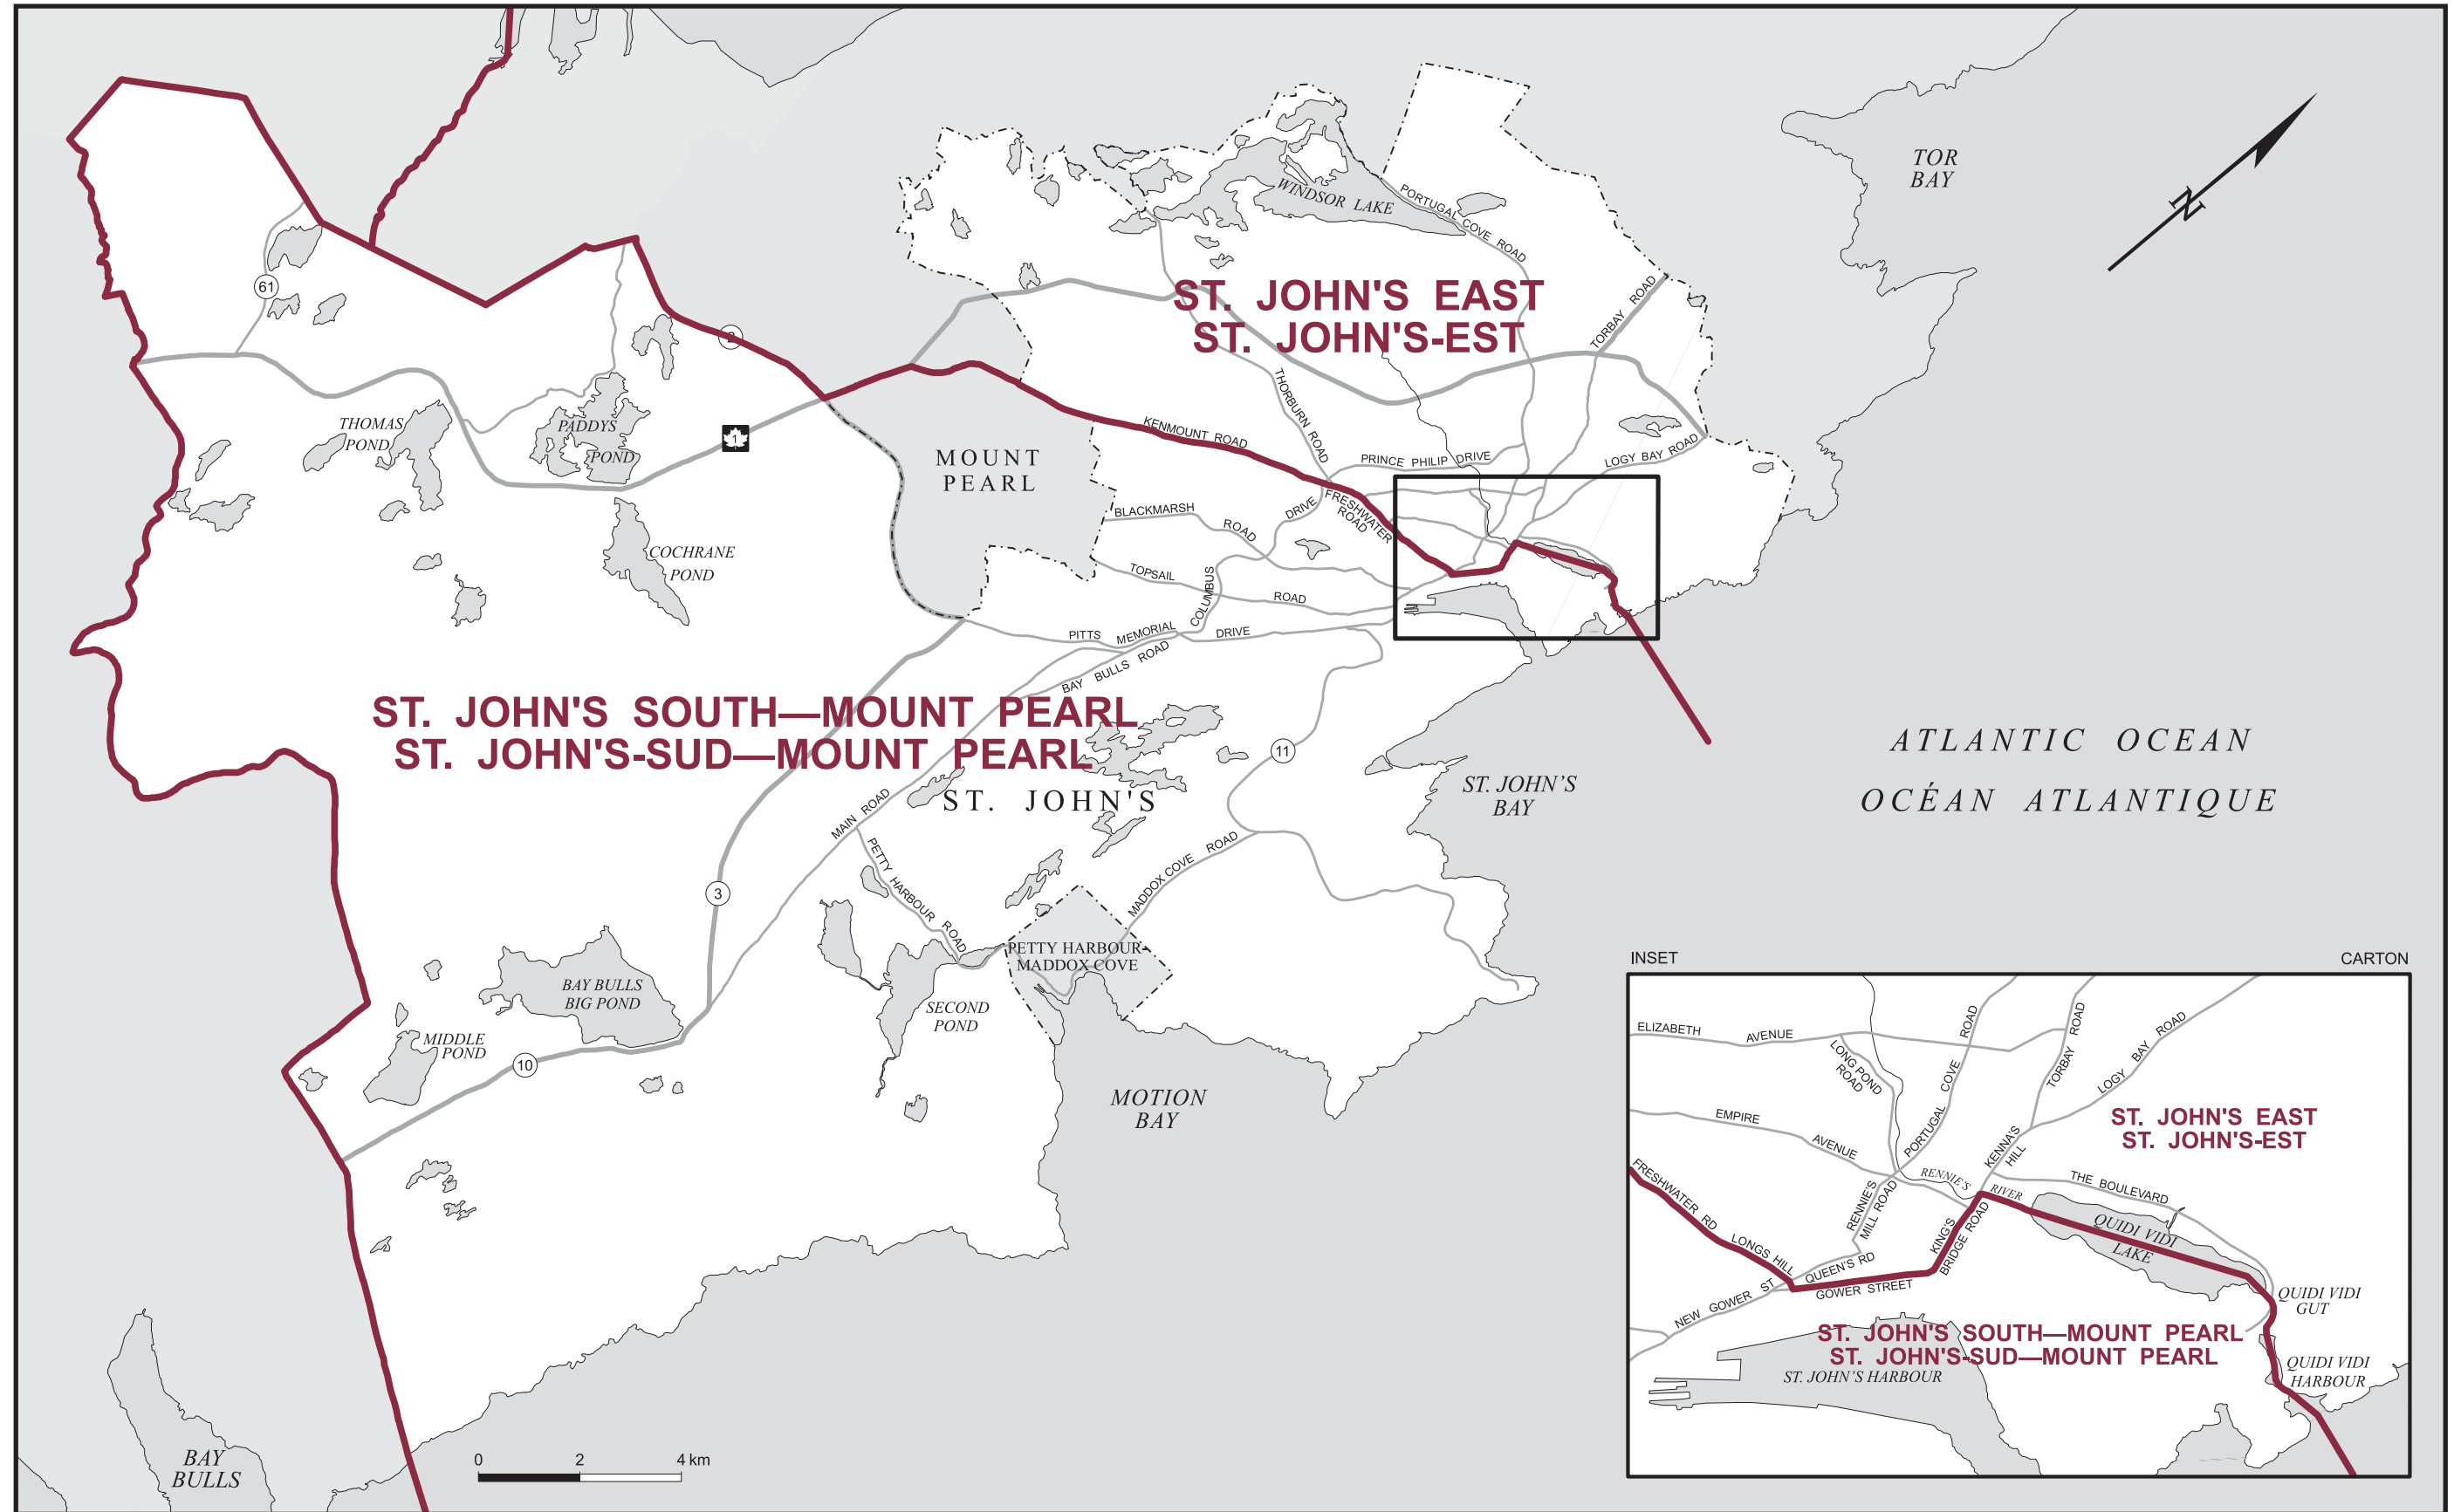 TOR
BAY
N
WINDSOR LAKE
PORTUGAL COVE ROAD
61
2
ST. JOHN'S EAST
ST. JOHN'S-EST
TORBAY ROAD
THOMAS
POND
PADDYS
POND
1
MOUNT
PEARL
KENMOUNT ROAD
THORBURN ROAD
PRINCE PHILIP DRIVE
LOGY BAY ROAD
FRESHWATER
ROAD
BLACKMARSH
ROAD
DRIVE
COLUMBUS
COCHRANE
POND
TOPSAIL
ROAD
PITTS MEMORIAL DRIVE
BAY BULLS ROAD
ST. JOHN'S SOUTH—MOUNT PEARL
ST. JOHN'S-SUD—MOUNT PEARL
11
ATLANTIC OCEAN
OCÉAN ATLANTIQUE
ST. JOHN'S
BAY
ST. JOHN'S
MAIN ROAD
PETTY HARBOUR ROAD
MADDOX COVE ROAD
3
PETTY HARBOUR-
MADDOX COVE
BAY BULLS
BIG POND
SECOND
POND
MIDDLE
POND
10
MOTION
BAY
BAY
BULLS
0 2 4 km
INSET
CARTON
ELIZABETH AVENUE
LONG POND
ROAD
PORTUGAL COVE ROAD
TORBAY ROAD
LOGY BAY ROAD
ST. JOHN'S EAST
ST. JOHN'S-EST
EMPIRE AVENUE
KENNA'S
HILL
RENNIE'S RIVER
THE BOULEVARD
FRESHWATER RD
RENNIE'S
MILL ROAD
KING'S
BRIDGE ROAD
QUIDI VIDI
LAKE
LONGS HILL
QUEEN'S RD
GOWER STREET
NEW GOWER ST
QUIDI VIDI
GUT
ST. JOHN'S SOUTH—MOUNT PEARL
ST. JOHN'S-SUD—MOUNT PEARL
ST. JOHN'S HARBOUR
QUIDI VIDI
HARBOUR